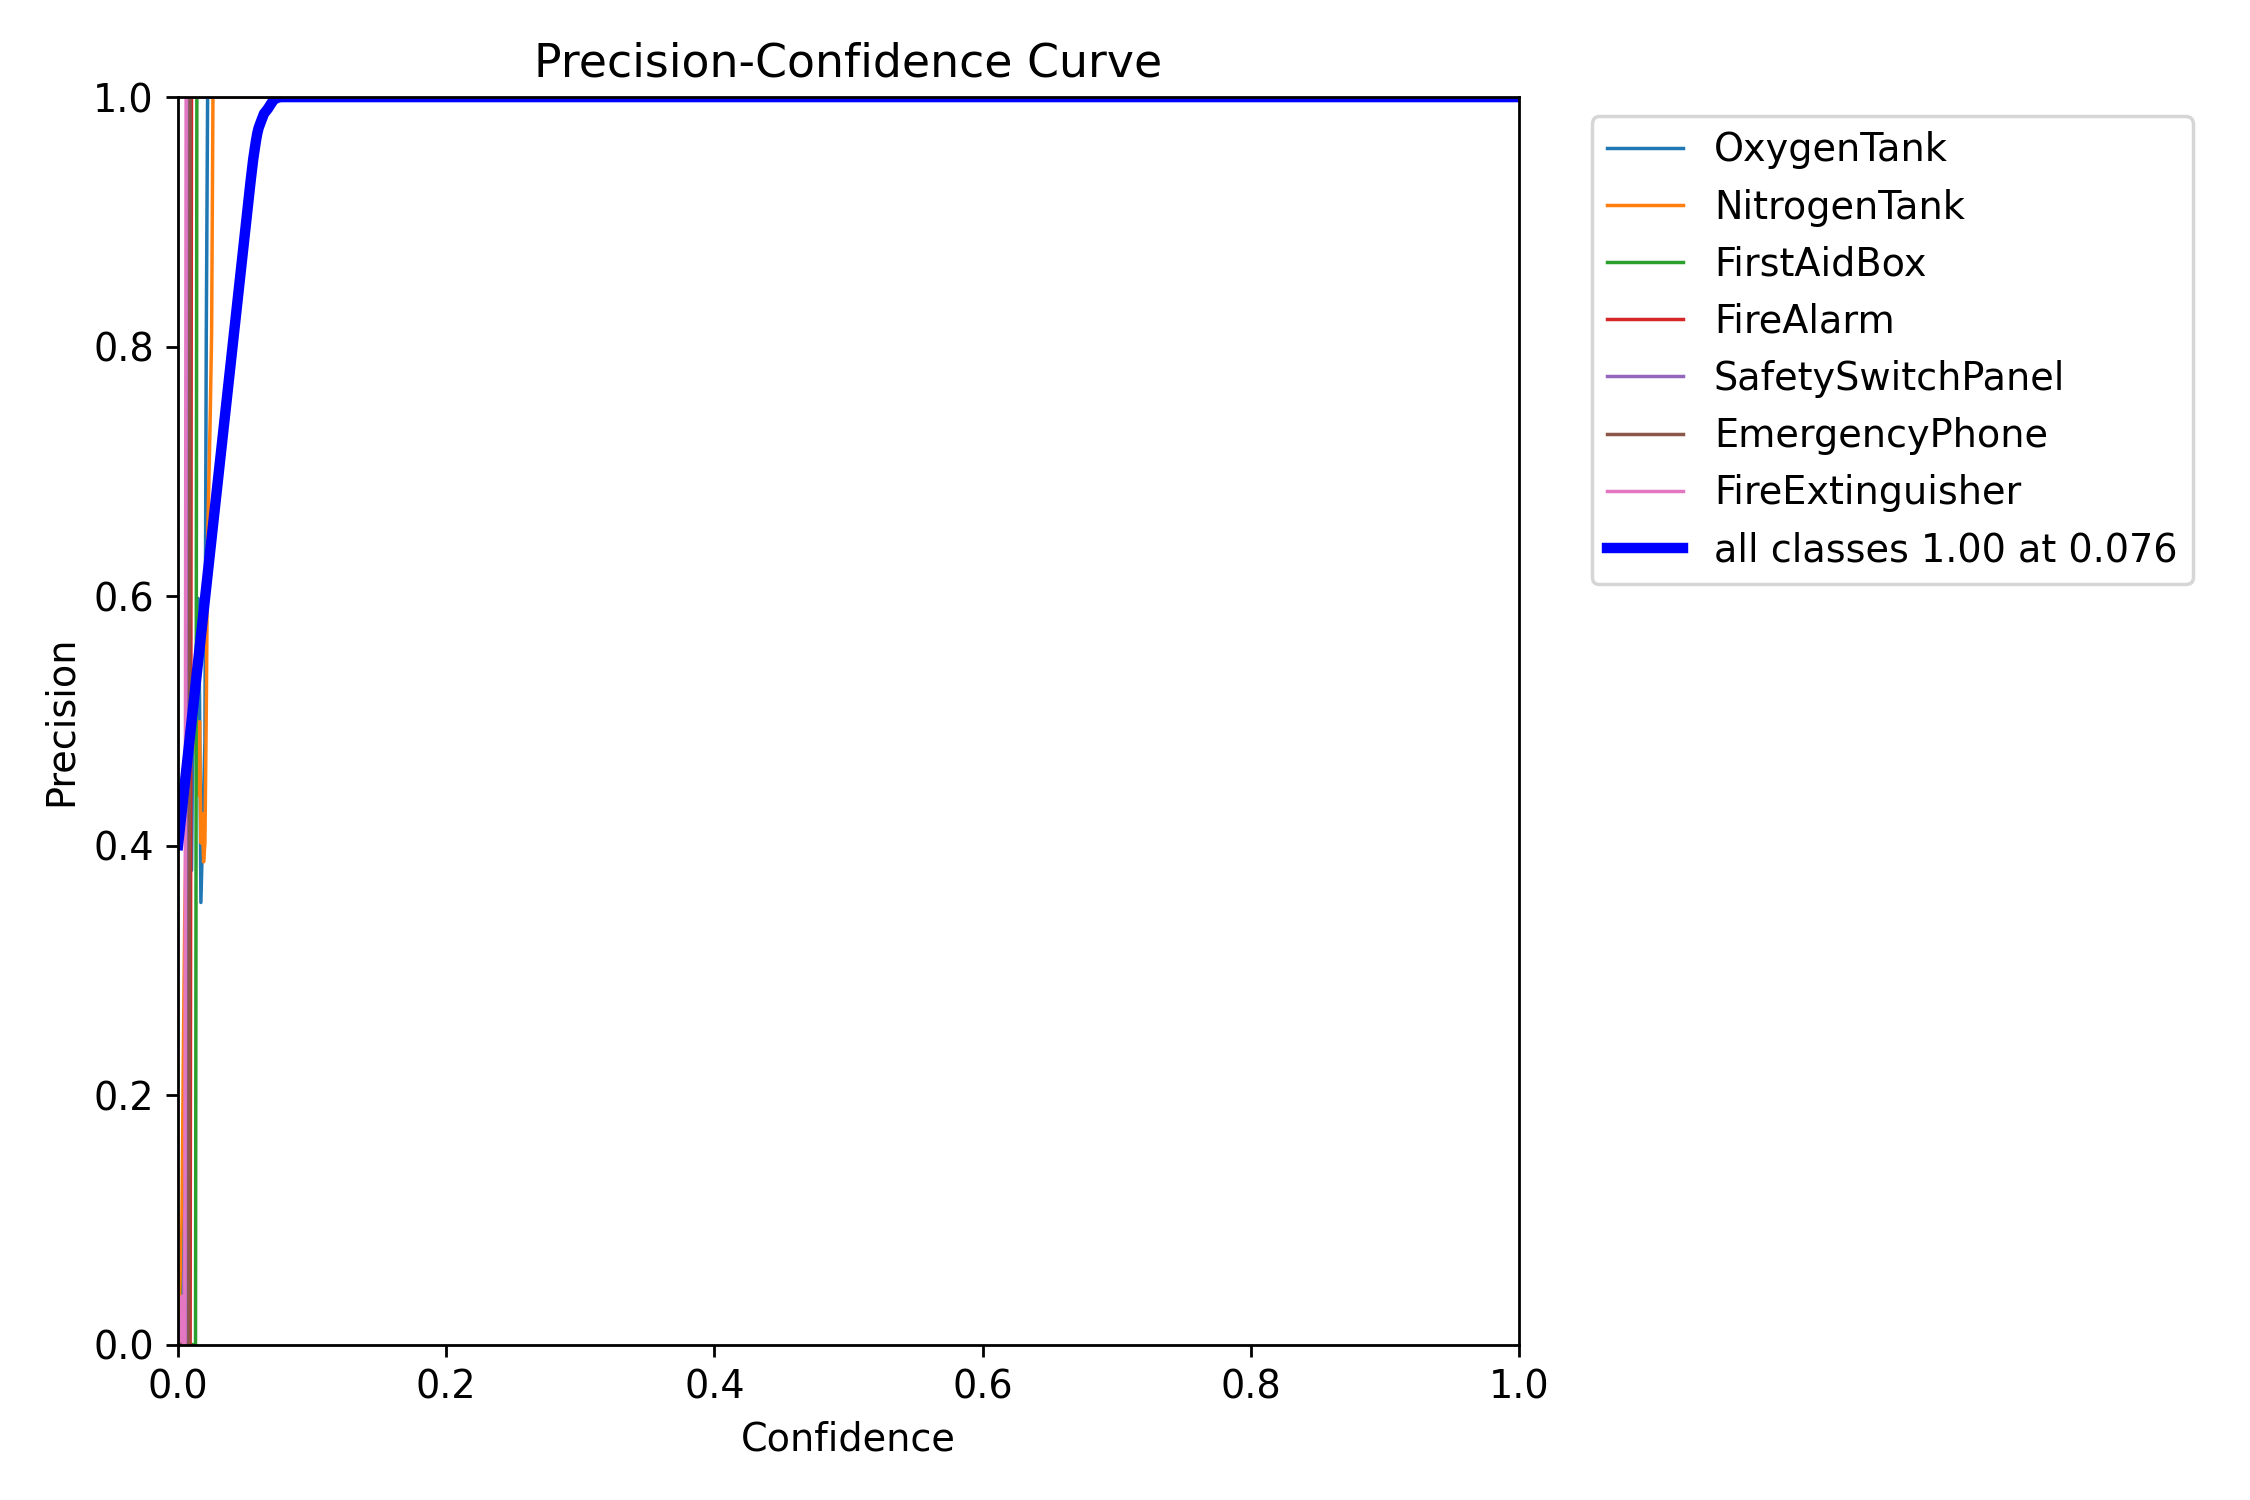 Precision-Confidence Curve
1.0
0.8
0.6
0.4
0.2
0.0
Precision
0.0 0.2 0.4 0.6 0.8 1.0
Confidence
OxygenTank
NitrogenTank
FirstAidBox
FireAlarm
SafetySwitchPanel
EmergencyPhone
FireExtinguisher
all classes 1.00 at 0.076